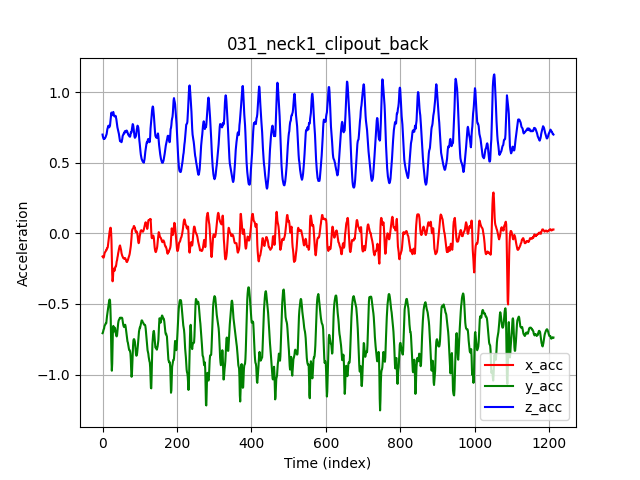 031_neck1_clipout_back
Acceleration
1.0
0.5
0.0
−0.5
−1.0
x_acc
y_acc
z_acc
0 200 400 600 800 1000 1200
Time (index)